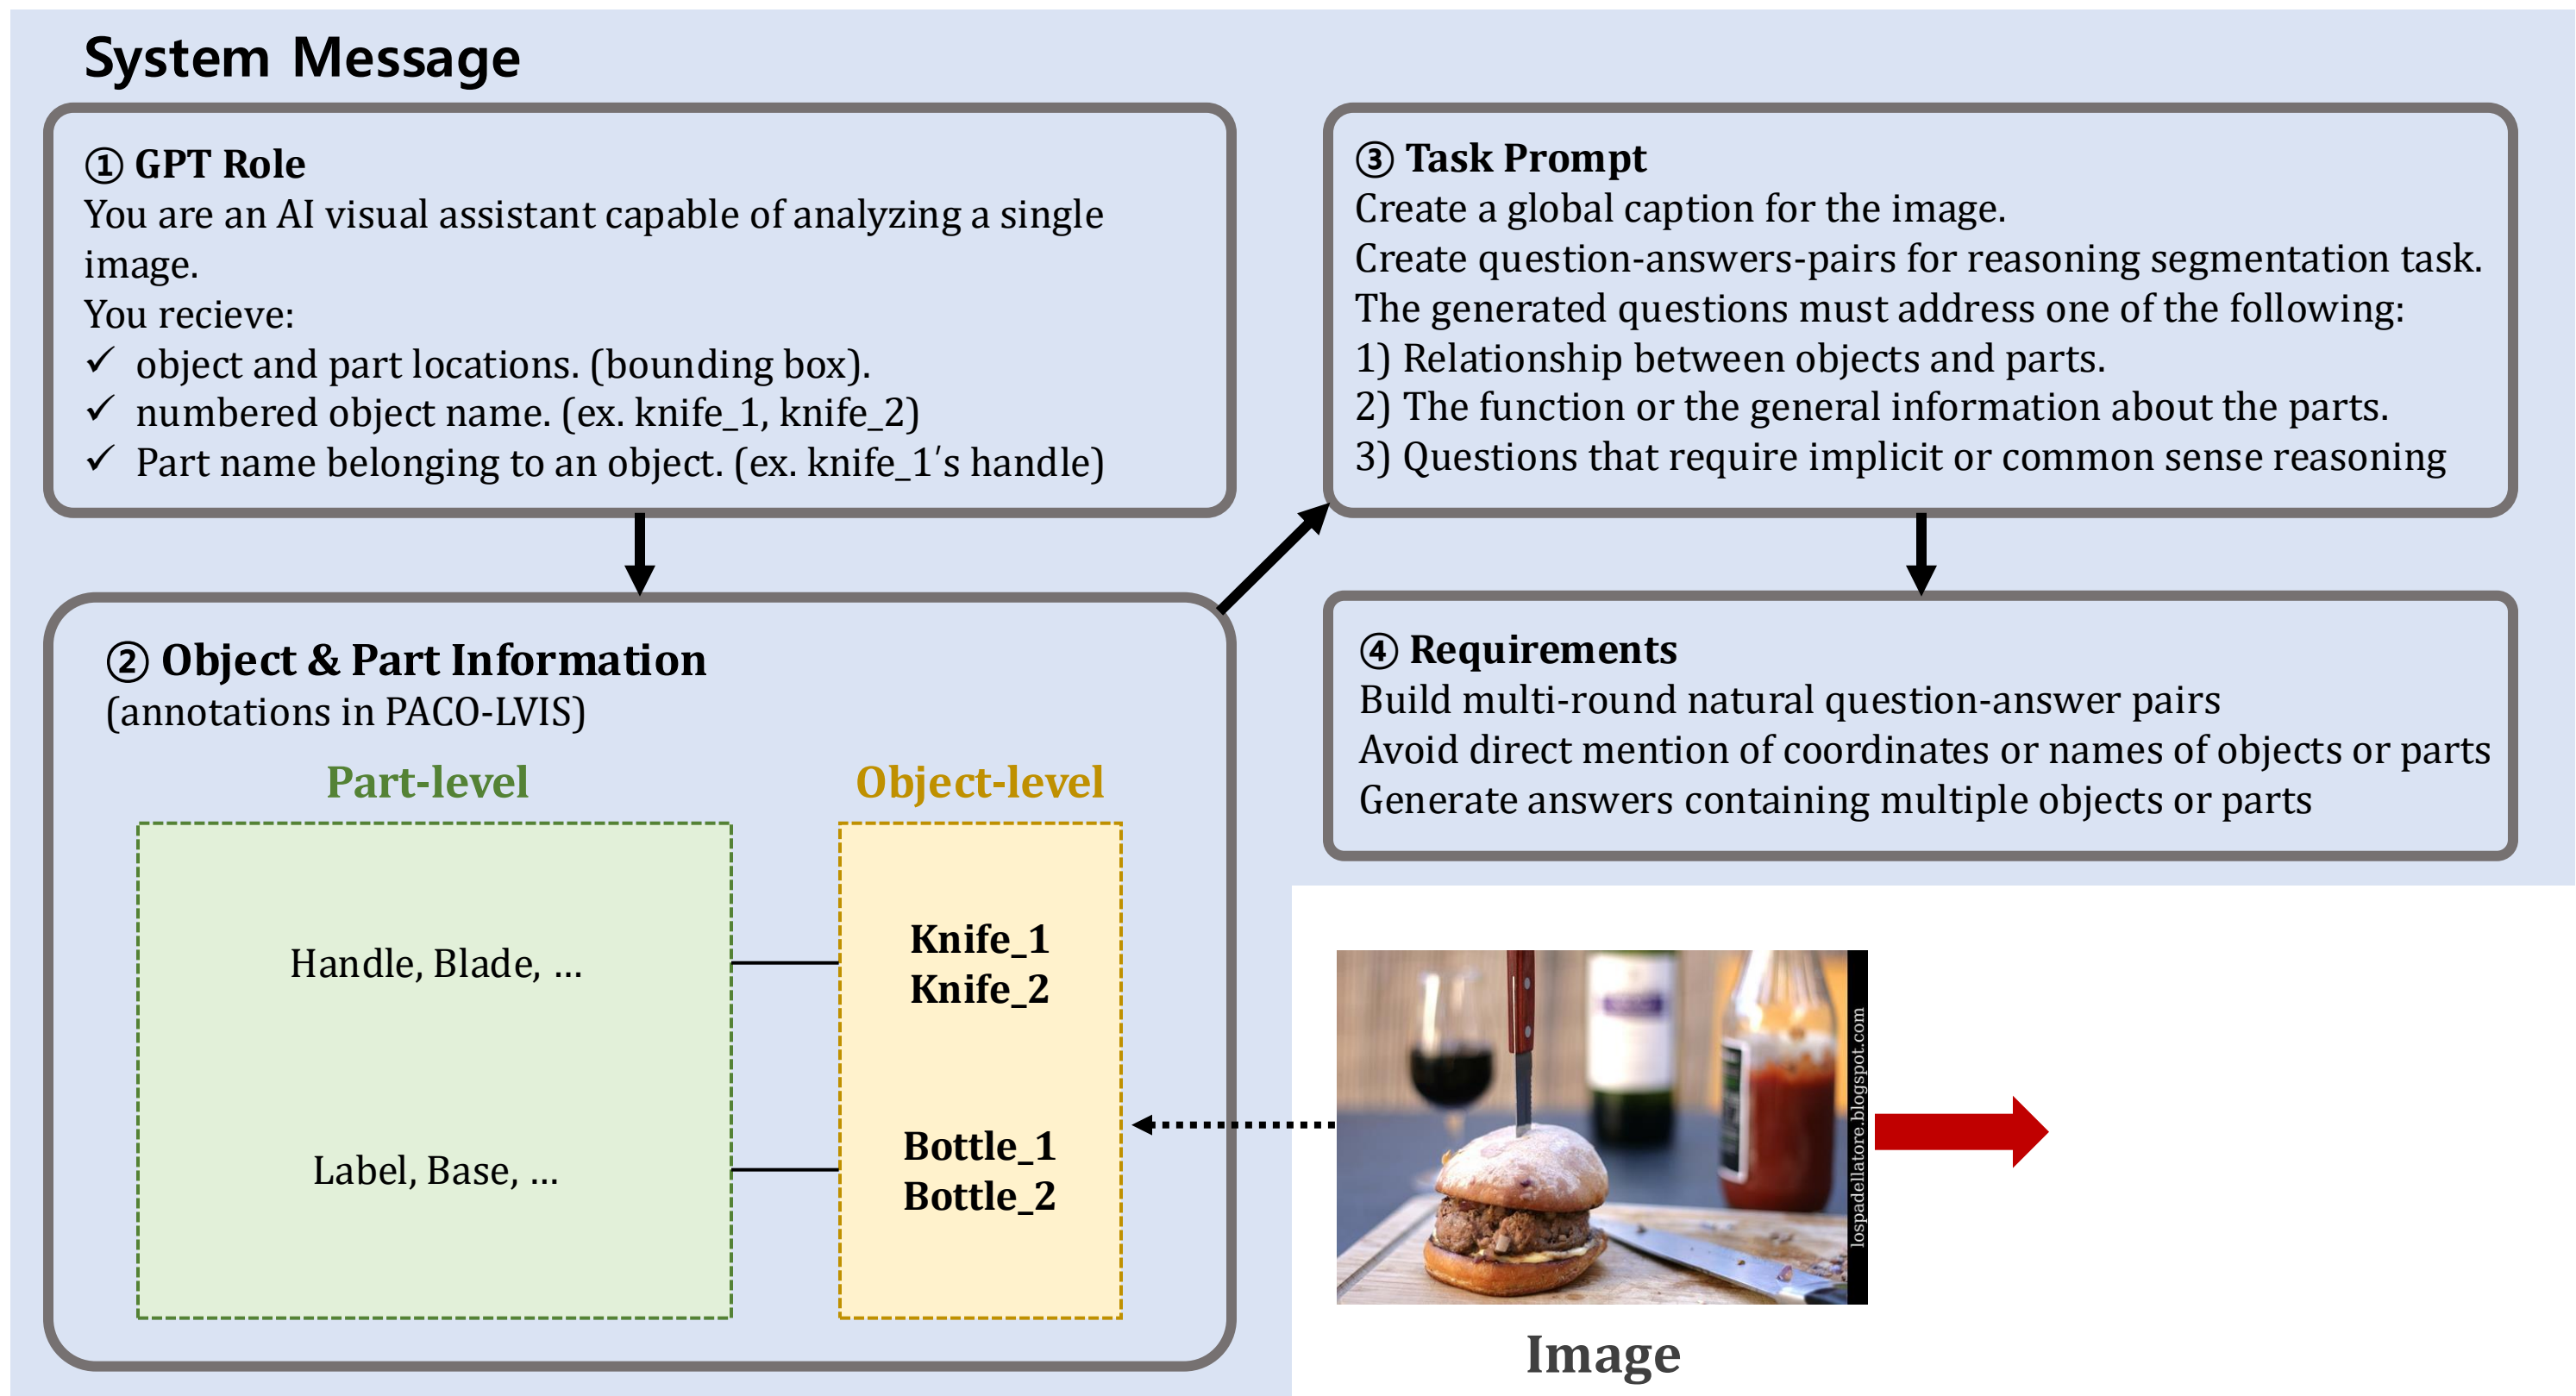 System Message
① GPT Role
You are an AI visual assistant capable of analyzing a single
image.
You recieve:
✓ object and part locations. (bounding box).
✓ numbered object name. (ex. knife_1, knife_2)
✓ Part name belonging to an object. (ex. knife_1's handle)
② Object & Part Information
(annotations in PACO-LVIS)
Part-level
Object-level
Handle, Blade, ...
Knife_1
Knife_2
Label, Base, ...
Bottle_1
Bottle_2
③ Task Prompt
Create a global caption for the image.
Create question-answers-pairs for reasoning segmentation task.
The generated questions must address one of the following:
1) Relationship between objects and parts.
2) The function or the general information about the parts.
3) Questions that require implicit or common sense reasoning
④ Requirements
Build multi-round natural question-answer pairs
Avoid direct mention of coordinates or names of objects or parts
Generate answers containing multiple objects or parts
lospadellatore.blogspot.com
Image